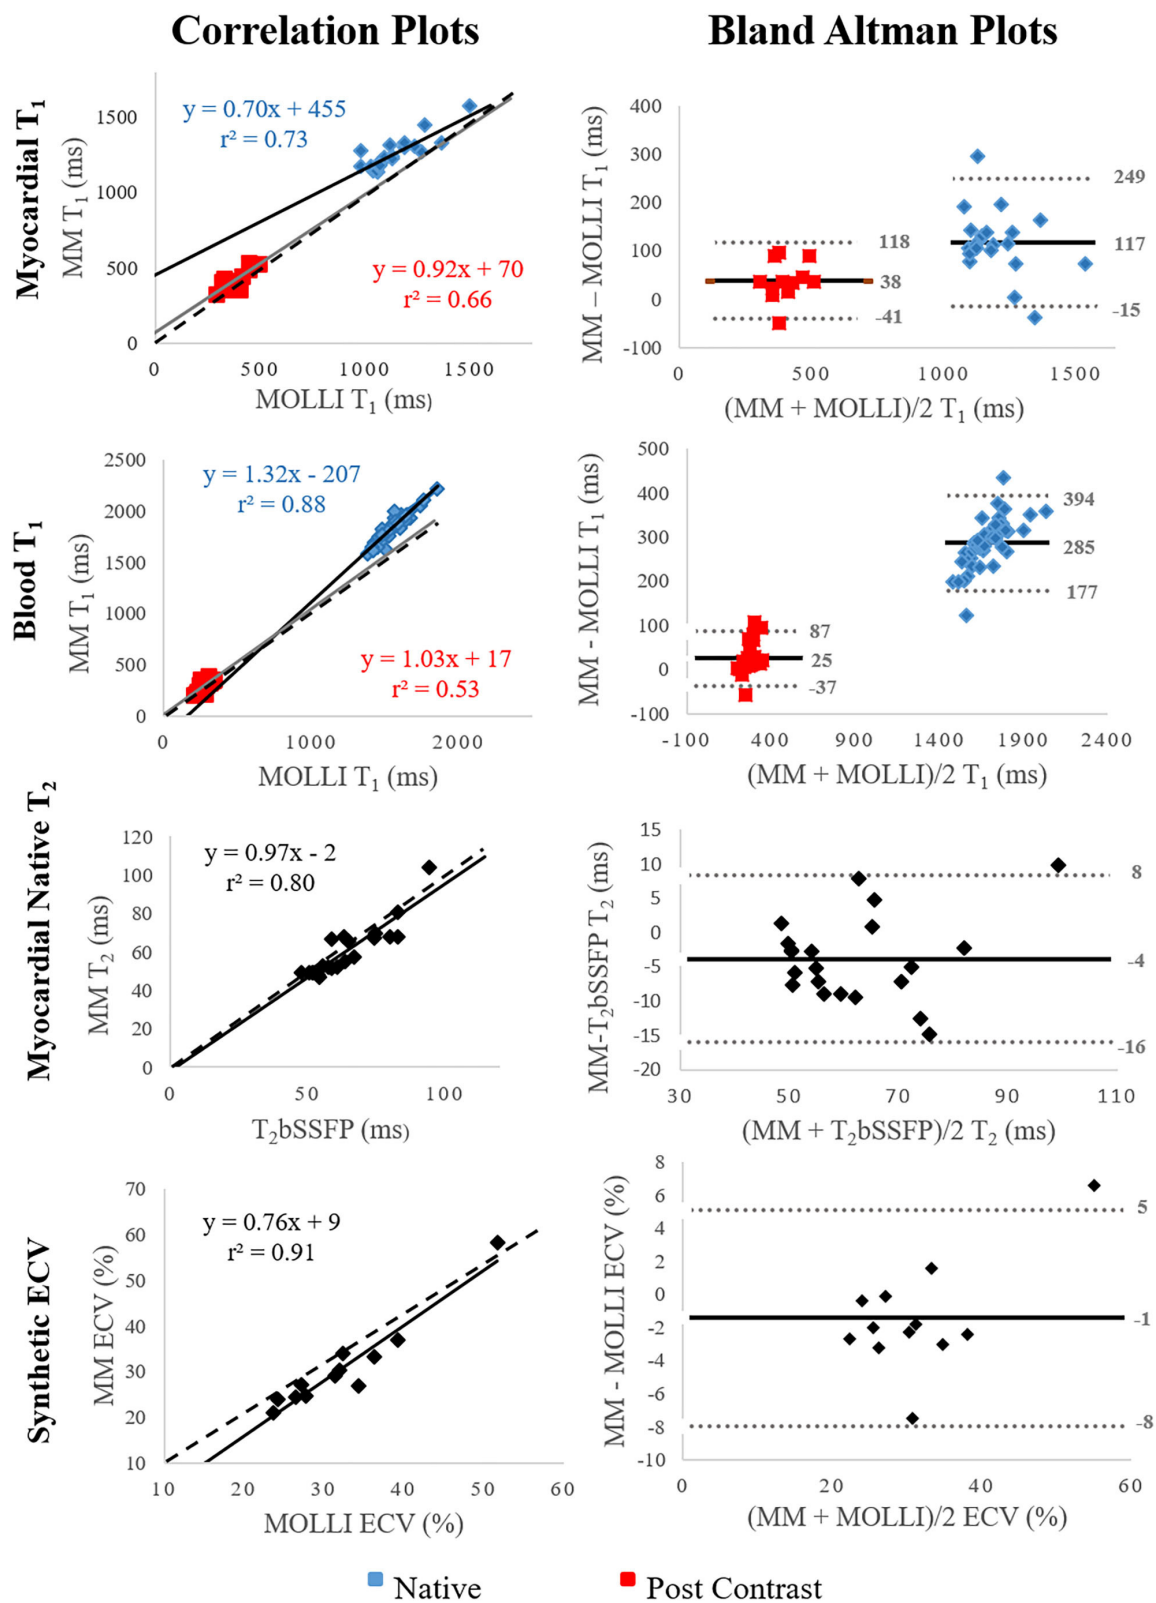 Correlation Plots
Bland Altman Plots
Myocardial T₁
MM T₁ (ms)
1500
1000
500
0
y = 0.70x + 455
r² = 0.73
y = 0.92x + 70
r² = 0.66
0 500 1000 1500
MOLLI T₁ (ms)
MM – MOLLI T₁ (ms)
400
300
200
100
0
-100
249
117
-15
118
38
-41
0 500 1000 1500
(MM + MOLLI)/2 T₁ (ms)
Blood T₁
MM T₁ (ms)
2500
2000
1500
1000
500
0
y = 1.32x - 207
r² = 0.88
y = 1.03x + 17
r² = 0.53
0 1000 2000
MOLLI T₁ (ms)
MM - MOLLI T₁ (ms)
500
400
300
200
100
0
-100
394
285
177
87
25
-37
-100 400 900 1400 1900 2400
(MM + MOLLI)/2 T₁ (ms)
Myocardial Native T₂
MM T₂ (ms)
120
100
80
60
40
20
0
y = 0.97x - 2
r² = 0.80
0 50 100
T₂bSSFP (ms)
MM-T₂bSSFP T₂ (ms)
15
10
5
0
-5
-10
-15
-20
8
-4
-16
30 50 70 90 110
(MM + T₂bSSFP)/2 T₂ (ms)
Synthetic ECV
MM ECV (%)
70
60
50
40
30
20
10
y = 0.76x + 9
r² = 0.91
10 20 30 40 50 60
MOLLI ECV (%)
MM - MOLLI ECV (%)
8
6
4
2
0
-2
-4
-6
-8
-10
5
-1
-8
0 20 40 60
(MM + MOLLI)/2 ECV (%)
Native
Post Contrast